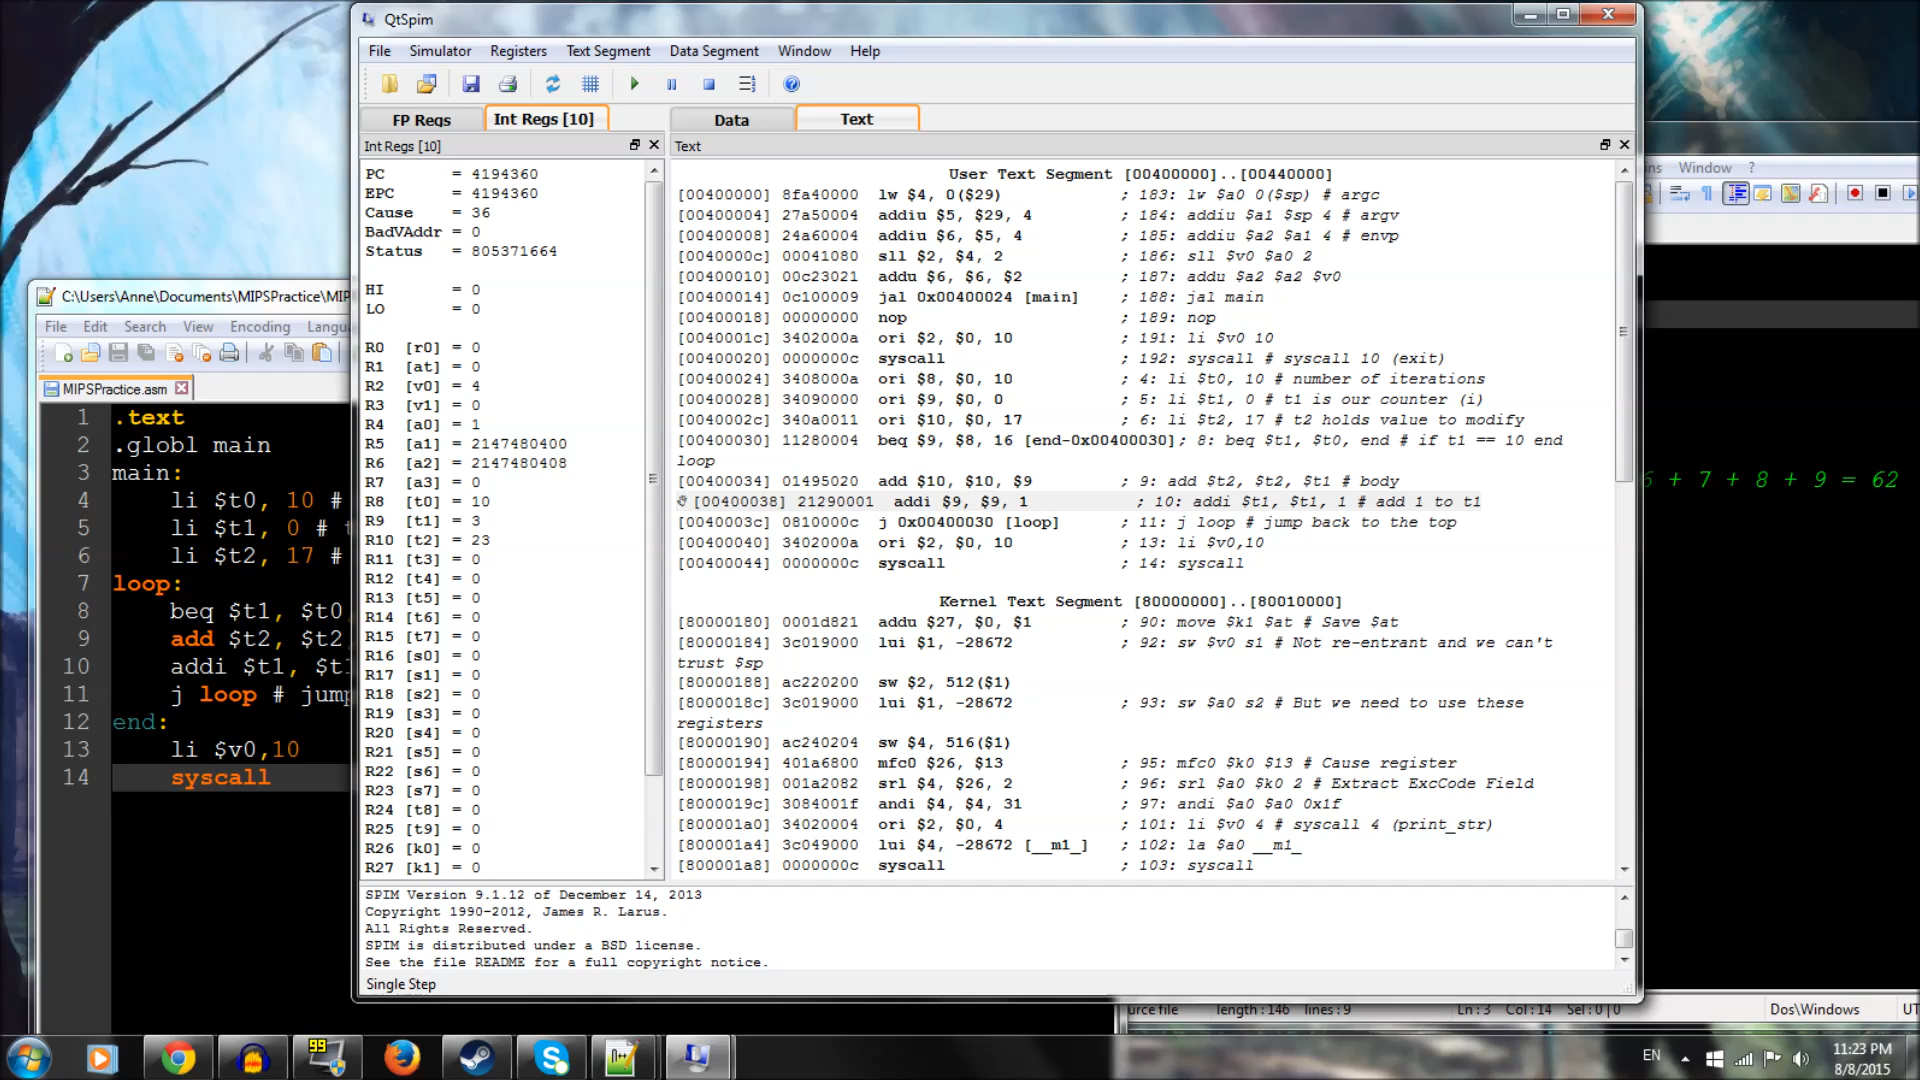 QtSpim
File Simulator Registers Text Segment Data Segment Window Help
FP Regs Int Regs [10] Data Text
Int Regs [10]
PC = 4194360
EPC = 4194360
Cause = 36
BadVAddr = 0
Status = 805371664
HI = 0
LO = 0
R0 [r0] = 0
R1 [at] = 0
R2 [v0] = 4
R3 [v1] = 0
R4 [a0] = 1
R5 [a1] = 2147480400
R6 [a2] = 2147480408
R7 [a3] = 0
R8 [t0] = 10
R9 [t1] = 3
R10 [t2] = 23
R11 [t3] = 0
R12 [t4] = 0
R13 [t5] = 0
R14 [t6] = 0
R15 [t7] = 0
R16 [s0] = 0
R17 [s1] = 0
R18 [s2] = 0
R19 [s3] = 0
R20 [s4] = 0
R21 [s5] = 0
R22 [s6] = 0
R23 [s7] = 0
R24 [t8] = 0
R25 [t9] = 0
R26 [k0] = 0
R27 [k1] = 0
Text
User Text Segment [00400000]..[00440000]
[00400000] 8fa40000 lw $4, 0($29) ; 183: lw $a0 0($sp) # argc
[00400004] 27a50004 addiu $5, $29, 4 ; 184: addiu $a1 $sp 4 # argv
[00400008] 24a60004 addiu $6, $5, 4 ; 185: addiu $a2 $a1 4 # envp
[0040000c] 00041080 sll $2, $4, 2 ; 186: sll $v0 $a0 2
[00400010] 00c23021 addu $6, $6, $2 ; 187: addu $a2 $a2 $v0
[00400014] 0c100009 jal 0x00400024 [main] ; 188: jal main
[00400018] 00000000 nop ; 189: nop
[0040001c] 3402000a ori $2, $0, 10 ; 191: li $v0 10
[00400020] 0000000c syscall ; 192: syscall # syscall 10 (exit)
[00400024] 3408000a ori $8, $0, 10 ; 4: li $t0, 10 # number of iterations
[00400028] 34090000 ori $9, $0, 0 ; 5: li $t1, 0 # t1 is our counter (i)
[0040002c] 340a0011 ori $10, $0, 17 ; 6: li $t2, 17 # t2 holds value to modify
[00400030] 11280004 beq $9, $8, 16 [end-0x00400030]; 8: beq $t1, $t0, end # if t1 == 10 end
loop
[00400034] 01495020 add $10, $10, $9 ; 9: add $t2, $t2, $t1 # body
[00400038] 21290001 addi $9, $9, 1 ; 10: addi $t1, $t1, 1 # add 1 to t1
[0040003c] 0810000c j 0x00400030 [loop] ; 11: j loop # jump back to the top
[00400040] 3402000a ori $2, $0, 10 ; 13: li $v0,10
[00400044] 0000000c syscall ; 14: syscall
Kernel Text Segment [80000000]..[80010000]
[80000180] 0001d821 addu $27, $0, $1 ; 90: move $k1 $at # Save $at
[80000184] 3c019000 lui $1, -28672 ; 92: sw $v0 s1 # Not re-entrant and we can't
trust $sp
[80000188] ac220200 sw $2, 512($1)
[8000018c] 3c019000 lui $1, -28672 ; 93: sw $a0 s2 # But we need to use these
registers
[80000190] ac240204 sw $4, 516($1)
[80000194] 401a6800 mfc0 $26, $13 ; 95: mfc0 $k0 $13 # Cause register
[80000198] 001a2082 srl $4, $26, 2 ; 96: srl $a0 $k0 2 # Extract ExcCode Field
[8000019c] 3084001f andi $4, $4, 31 ; 97: andi $a0 $a0 0x1f
[800001a0] 34020004 ori $2, $0, 4 ; 101: li $v0 4 # syscall 4 (print_str)
[800001a4] 3c049000 lui $4, -28672 [__m1_] ; 102: la $a0 __m1_
[800001a8] 0000000c syscall ; 103: syscall
SPIM Version 9.1.12 of December 14, 2013
Copyright 1990-2012, James R. Larus.
All Rights Reserved.
SPIM is distributed under a BSD license.
See the file README for a full copyright notice.
Single Step
C:\Users\Anne\Documents\MIPSPractice\MIP
File Edit Search View Encoding Langu
MIPSPractice.asm
1 .text
2 .globl main
3 main:
4 li $t0, 10 #
5 li $t1, 0 # t
6 li $t2, 17 #
7 loop:
8 beq $t1, $t0
9 add $t2, $t2
10 addi $t1, $t1
11 j loop # jump
12 end:
13 li $v0,10
14 syscall
ns Window ?
6 + 7 + 8 + 9 = 62
urce file length : 146 lines : 9 Ln : 3 Col : 14 Sel : 0 | 0 Dos\Windows UT
99
EN
11:23 PM
8/8/2015